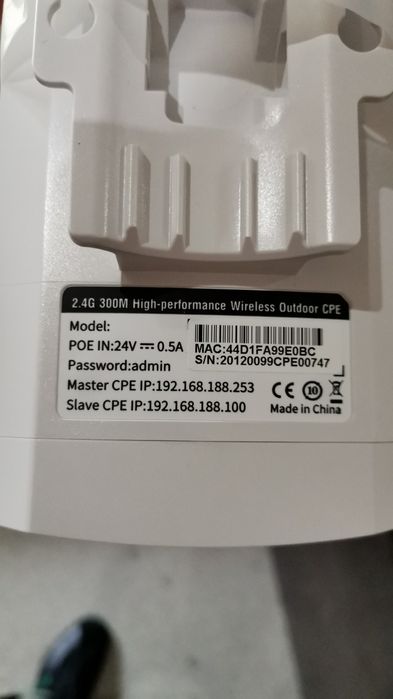 2.4G 300M High-performance Wireless Outdoor CPE
Model:
POE IN:24V ⎓ 0.5A
MAC:44D1FA99E0BC
S/N:20120099CPE00747
Password:admin
Master CPE IP:192.168.188.253
Slave CPE IP:192.168.188.100
CE 10
Made in China